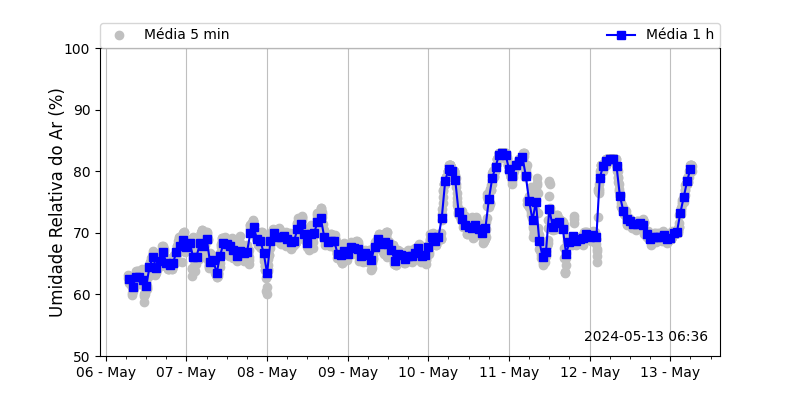 Média 5 min
Média 1 h
Umidade Relativa do Ar (%)
100
90
80
70
60
50
2024-05-13 06:36
06 - May
07 - May
08 - May
09 - May
10 - May
11 - May
12 - May
13 - May